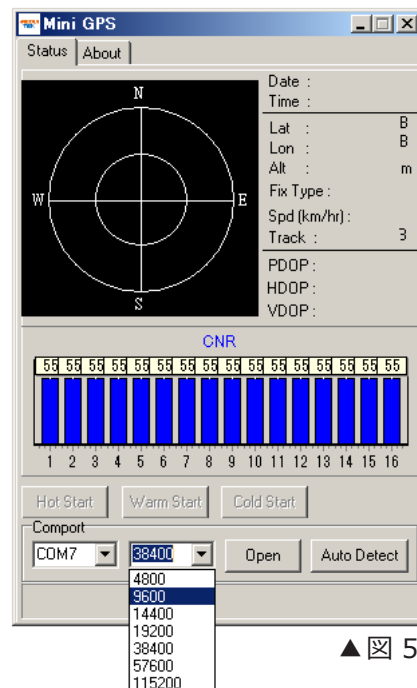 Mini GPS
Status About
N
W E
S
Date :
Time :
Lat : B
Lon : B
Alt : m
Fix Type :
Spd (km/hr) :
Track : 3
PDOP :
HDOP :
VDOP :
CNR
55 55 55 55 55 55 55 55 55 55 55 55 55 55 55 55
1 2 3 4 5 6 7 8 9 10 11 12 13 14 15 16
Hot Start Warm Start Cold Start
Comport
COM7 38400 Open Auto Detect
4800
9600
14400
19200
38400
57600
115200
▲図 5